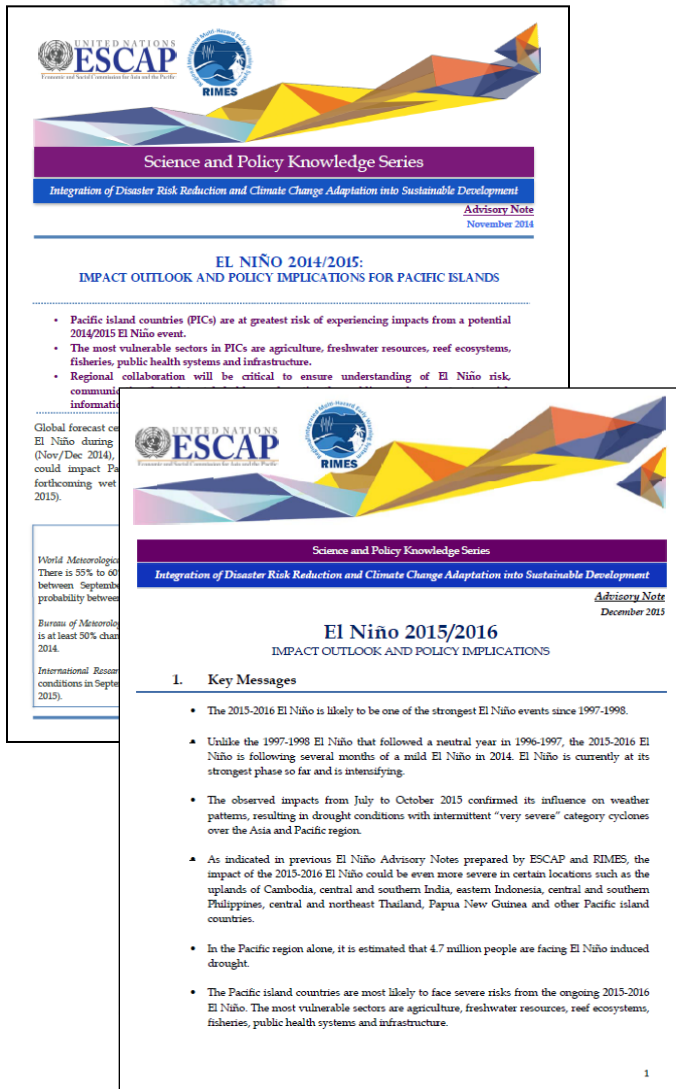 UNITED NATIONS
ESCAP
Economic and Social Commission for Asia and the Pacific
Regional Integrated Multi-Hazard Early Warning System
RIMES
Science and Policy Knowledge Series
Integration of Disaster Risk Reduction and Climate Change Adaptation into Sustainable Development
Advisory Note
November 2014
EL NIÑO 2014/2015:
IMPACT OUTLOOK AND POLICY IMPLICATIONS FOR PACIFIC ISLANDS
• Pacific island countries (PICs) are at greatest risk of experiencing impacts from a potential
2014/2015 El Niño event.
• The most vulnerable sectors in PICs are agriculture, freshwater resources, reef ecosystems,
fisheries, public health systems and infrastructure.
• Regional collaboration will be critical to ensure understanding of El Niño risk,
Global forecast
El Niño during
(Nov/Dec 2014),
could impact
forthcoming wet
2015).
World
There is 55% to
between
probability
Bureau of
is at least 50%
2014.
International
conditions in
2015).
UNITED NATIONS
ESCAP
Economic and Social Commission for Asia and the Pacific
Regional Integrated Multi-Hazard Early Warning System
RIMES
Science and Policy Knowledge Series
Integration of Disaster Risk Reduction and Climate Change Adaptation into Sustainable Development
Advisory Note
December 2015
El Niño 2015/2016
IMPACT OUTLOOK AND POLICY IMPLICATIONS
1. Key Messages
• The 2015-2016 El Niño is likely to be one of the strongest El Niño events since 1997-1998.
• Unlike the 1997-1998 El Niño that followed a neutral year in 1996-1997, the 2015-2016 El
Niño is following several months of a mild El Niño in 2014. El Niño is currently at its
strongest phase so far and is intensifying.
• The observed impacts from July to October 2015 confirmed its influence on weather
patterns, resulting in drought conditions with intermittent “very severe” category cyclones
over the Asia and Pacific region.
• As indicated in previous El Niño Advisory Notes prepared by ESCAP and RIMES, the
impact of the 2015-2016 El Niño could be even more severe in certain locations such as the
uplands of Cambodia, central and southern India, eastern Indonesia, central and southern
Philippines, central and northeast Thailand, Papua New Guinea and other Pacific island
countries.
• In the Pacific region alone, it is estimated that 4.7 million people are facing El Niño induced
drought.
• The Pacific island countries are most likely to face severe risks from the ongoing 2015-2016
El Niño. The most vulnerable sectors are agriculture, freshwater resources, reef ecosystems,
fisheries, public health systems and infrastructure.
1